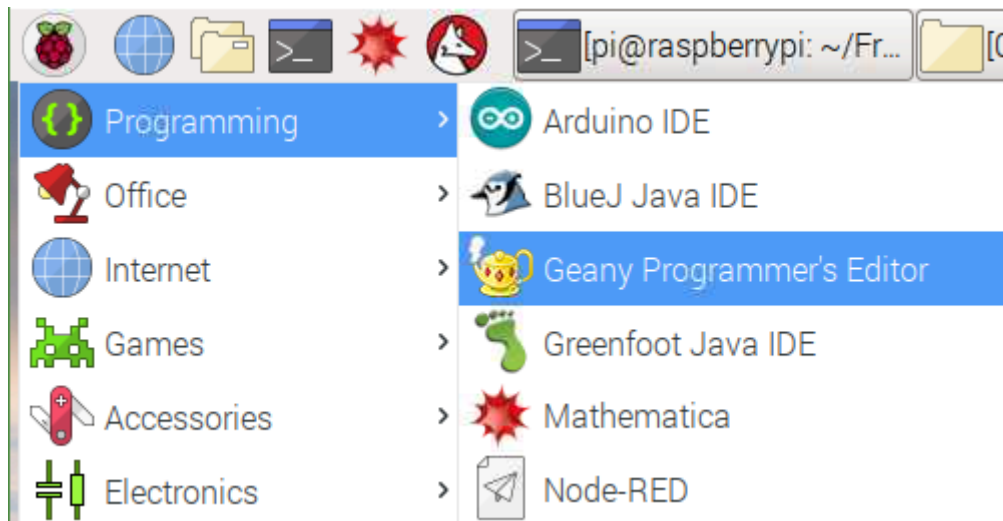 [pi@raspberrypi: ~/Fr...
[C
Programming
Office
Internet
Games
Accessories
Electronics
Arduino IDE
BlueJ Java IDE
Geany Programmer's Editor
Greenfoot Java IDE
Mathematica
Node-RED